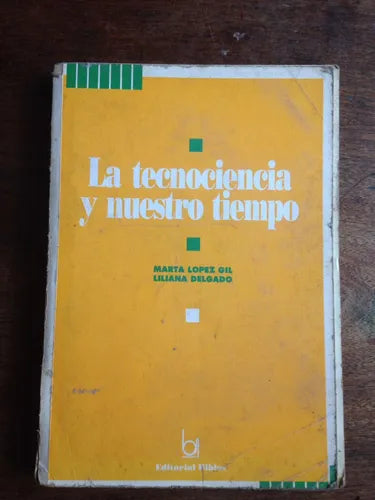 La tecnociencia
y nuestro tiempo
MARTA LOPEZ GIL
LILIANA DELGADO
Editorial Biblos